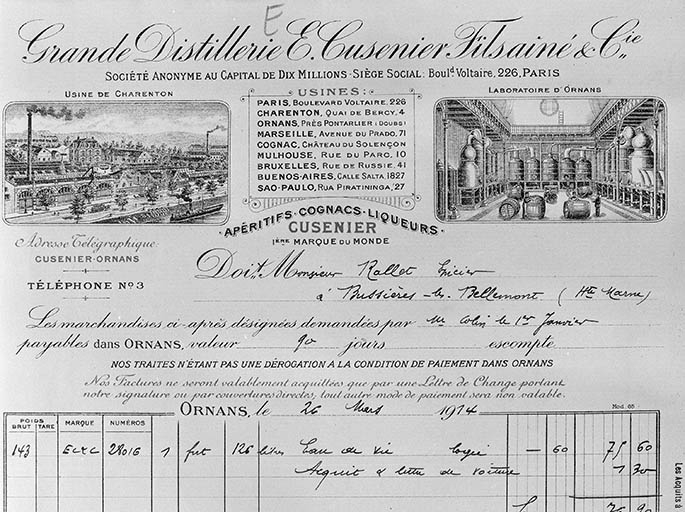 E
Grande Distillerie E. Cusenier Fils ainé & Cie
Société Anonyme au Capital de Dix Millions - Siège Social: Bould Voltaire, 226, PARIS
Usine de Charenton
Laboratoire d'Ornans
USINES:
PARIS, Boulevard Voltaire, 226
CHARENTON, Quai de Bercy, 4
ORNANS, Près Pontarlier (Doubs)
MARSEILLE, Avenue du Prado, 71
COGNAC, Château du Solençon
MULHOUSE, Rue du Parc, 10
BRUXELLES, Rue de Russie, 41
BUENOS-AIRES, Calle Salta, 1827
SAO-PAULO, Rua Piratininga, 27
APÉRITIFS · COGNACS · LIQUEURS
CUSENIER
1ÈRE MARQUE DU MONDE
Adresse Télégraphique
CUSENIER-ORNANS
TÉLÉPHONE No 3
Doit Monsieur Rollet
à Bussières-les-Bellemont (Hte Marne)
Les marchandises ci-après désignées demandées par Mr Colin le 1er Janvier
payables dans ORNANS, valeur 90 jours escompte
NOS TRAITES N'ÉTANT PAS UNE DÉROGATION A LA CONDITION DE PAIEMENT DANS ORNANS
Nos Factures ne seront valablement acquittées que par une Lettre de Change portant
notre signature ou par couvertures directes; tout autre mode de paiement sera non valable.
ORNANS, le 26 Mars 1914
Mod. 65
POIDS BRUT TARE MARQUE NUMÉROS
143 ECXC 28016 1 fut 126 litres Eau de vie — 60 75 60
Acquit & lettre de voiture 1 30
76 90
Les Acquits à